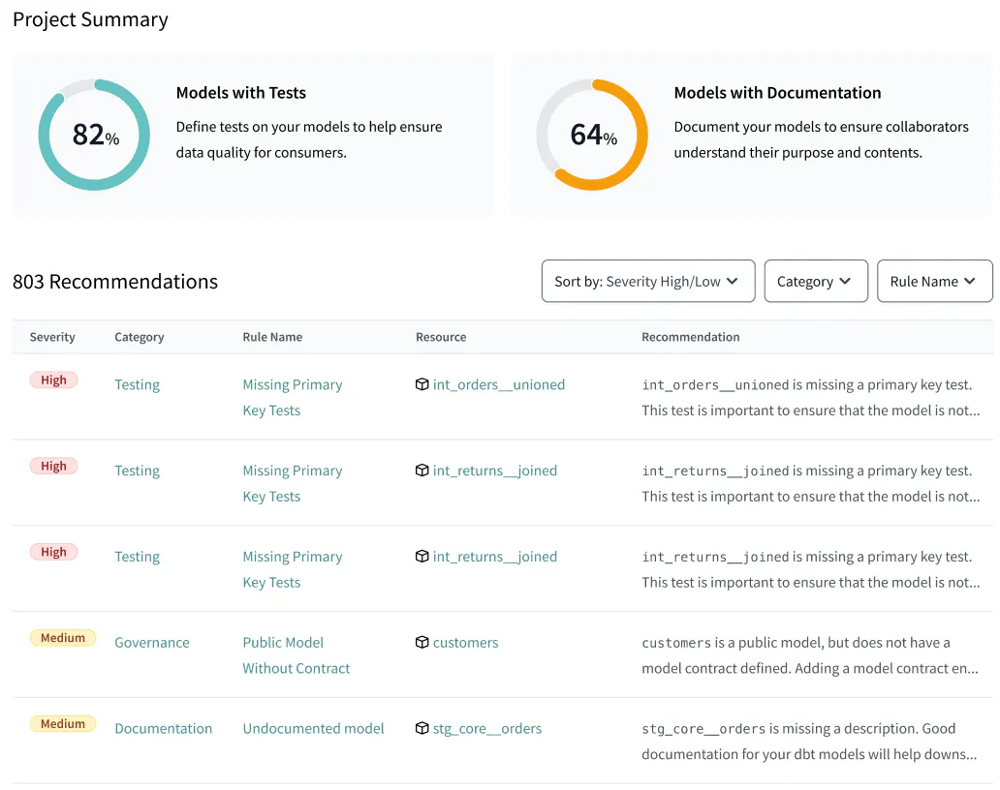 Project Summary
82%
Models with Tests
Define tests on your models to help ensure
data quality for consumers.
64%
Models with Documentation
Document your models to ensure collaborators
understand their purpose and contents.
803 Recommendations
Sort by: Severity High/Low
Category
Rule Name
Severity Category Rule Name Resource Recommendation
High Testing Missing Primary int_orders__unioned int_orders__unioned is missing a primary key test.
Key Tests This test is important to ensure that the model is not...
High Testing Missing Primary int_returns__joined int_returns__joined is missing a primary key test.
Key Tests This test is important to ensure that the model is not...
High Testing Missing Primary int_returns__joined int_returns__joined is missing a primary key test.
Key Tests This test is important to ensure that the model is not...
Medium Governance Public Model customers customers is a public model, but does not have a
Without Contract model contract defined. Adding a model contract en...
Medium Documentation Undocumented model stg_core__orders stg_core__orders is missing a description. Good
documentation for your dbt models will help downs...